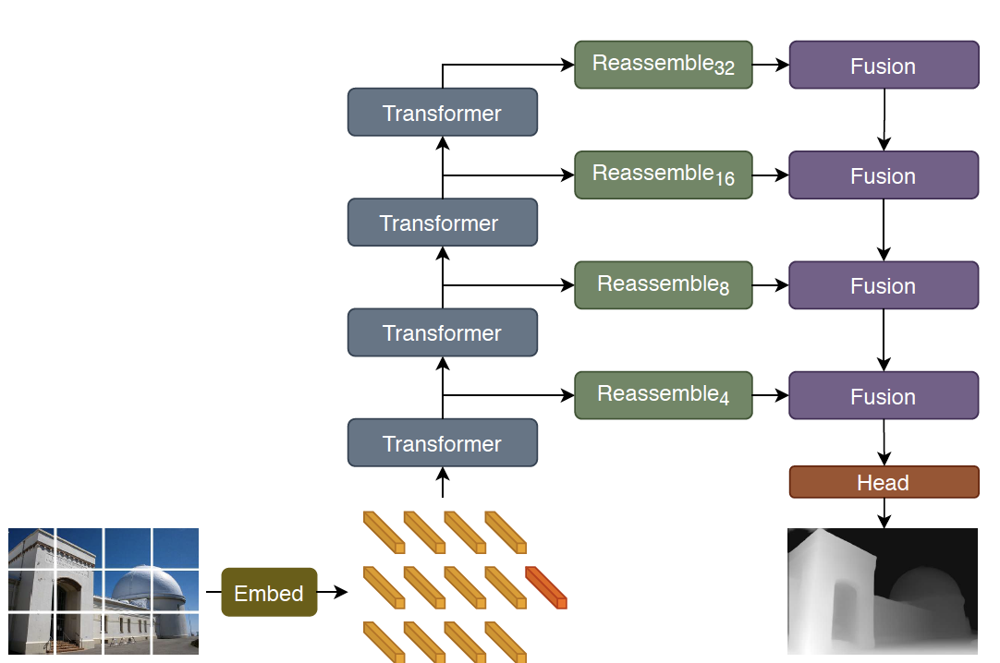 Reassemble32
Fusion
Transformer
Reassemble16
Fusion
Transformer
Reassemble8
Fusion
Transformer
Reassemble4
Fusion
Transformer
Head
Embed